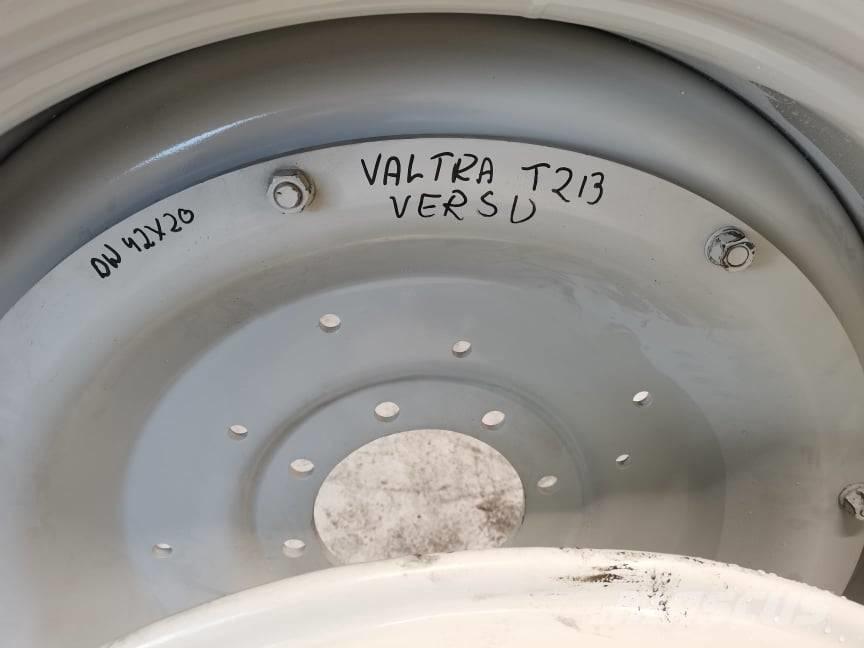 VALTRA T213
VERSU
DW 42X20